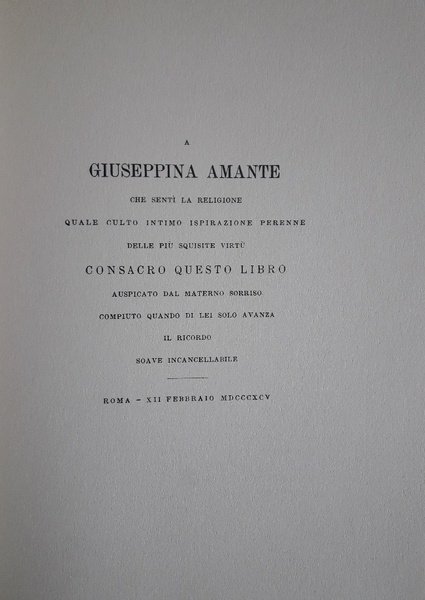 A
GIUSEPPINA AMANTE
CHE SENTÌ LA RELIGIONE
QUALE CULTO INTIMO ISPIRAZIONE PERENNE
DELLE PIÙ SQUISITE VIRTÙ
CONSACRO QUESTO LIBRO
AUSPICATO DAL MATERNO SORRISO
COMPIUTO QUANDO DI LEI SOLO AVANZA
IL RICORDO
SOAVE INCANCELLABILE
ROMA – XII FEBBRAIO MDCCCXCV